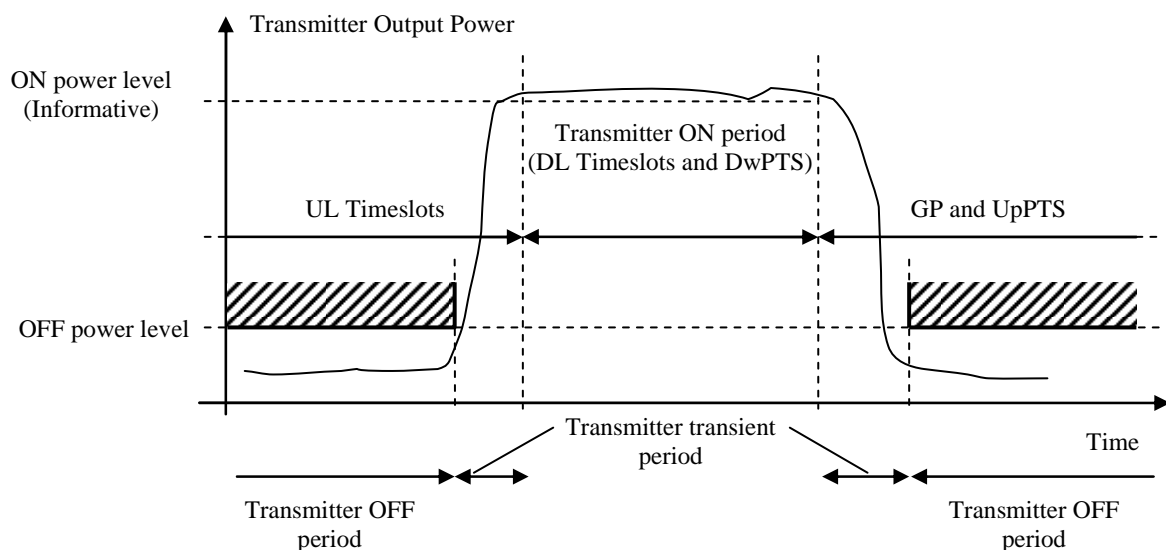 Transmitter Output Power
ON power level
(Informative)
Transmitter ON period
(DL Timeslots and DwPTS)
UL Timeslots
GP and UpPTS
OFF power level
Transmitter transient
period
Time
Transmitter OFF
period
Transmitter OFF
period